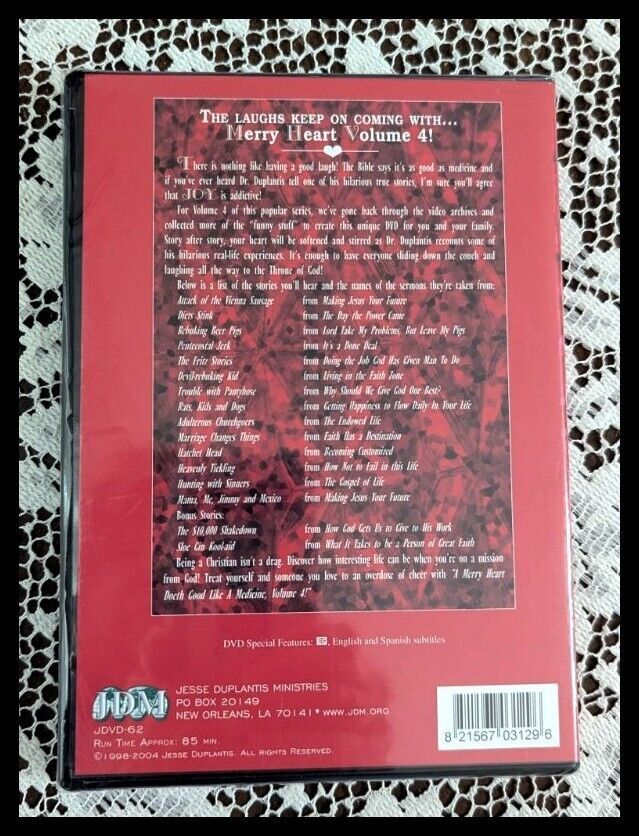 THE LAUGHS KEEP ON COMING WITH...
Merry Heart Volume 4!
There is nothing like having a good laugh! The Bible says it's as good as medicine and
if you've ever heard Dr. Duplantis tell one of his hilarious true stories, I'm sure you'll agree
that JOY is addictive!
For Volume 4 of this popular series, we've gone back through the video archives and
collected more of the "funny stuff" to create this unique DVD for you and your family.
Story after story, your heart will be softened and stirred as Dr. Duplantis recounts some of
his hilarious real-life experiences. It's enough to have everyone sliding down the couch and
laughing all the way to the Throne of God!
Below is a list of the stories you'll hear and the names of the sermons they're taken from:
Attack of the Vienna Sausage from Making Jesus Your Future
Diets Stink from The Day the Power Came
Rebuking Beer Pigs from Lord Take My Problems, But Leave My Pigs
Pentecostal Jerk from It's a Done Deal
The Fritz Stories from Doing the Job God Has Given Man To Do
Devil-rebuking Kid from Living in the Faith Zone
Trouble with Pantyhose from Why Should We Give God Our Best?
Rats, Kids and Dogs from Getting Happiness to Flow Daily In Your Life
Adulterous Churchgoers from The Endowed Life
Marriage Changes Things from Faith Has a Destination
Hatchet Head from Becoming Customized
Heavenly Tickling from How Not to Fail in this Life
Hunting with Sinners from The Gospel of Life
Mama, Me, Jimmy and Mexico from Making Jesus Your Future
Bonus Stories:
The $10,000 Shakedown from How God Gets Us to Give to His Work
Sloe Gin Kool-aid from What It Takes to be a Person of Great Faith
Being a Christian isn't a drag. Discover how interesting life can be when you're on a mission
from God! Treat yourself and someone you love to an overdose of cheer with "A Merry Heart
Doeth Good Like A Medicine, Volume 4!"
DVD Special Features: CC, English and Spanish subtitles
JDM
JESSE DUPLANTIS MINISTRIES
PO BOX 20149
NEW ORLEANS, LA 70141 • WWW.JDM.ORG
JDVD-62
RUN TIME APPROX: 85 MIN.
©1998-2004 JESSE DUPLANTIS. ALL RIGHTS RESERVED.
8 21567 03129 6